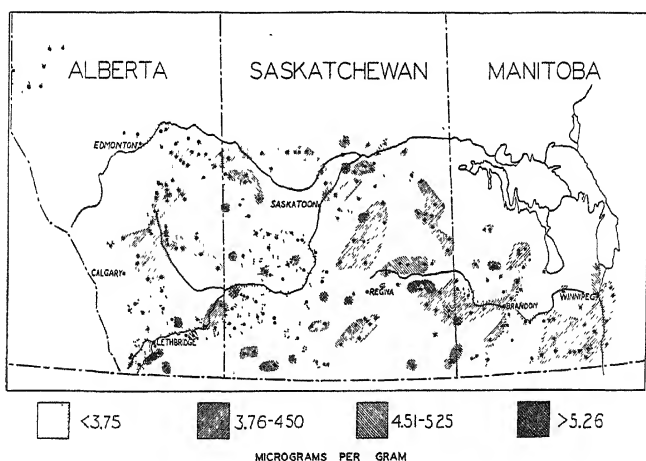 ALBERTA SASKATCHEWAN MANITOBA
EDMONTON
SASKATOON
CALGARY
REGINA
BRANDON
WINNIPEG
LETHBRIDGE
<3.75 3.76-4.50 4.51-5.25 >5.26
MICROGRAMS PER GRAM